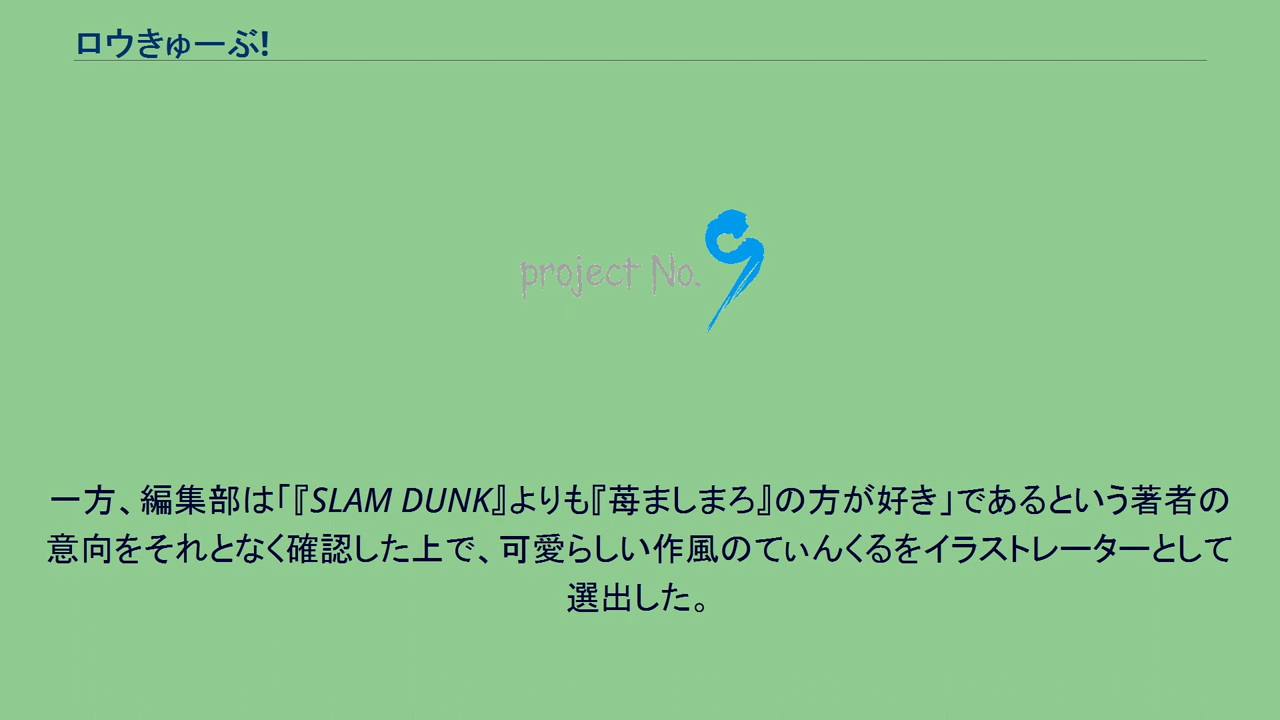 ロウきゅーぶ!
project No.9
一方、編集部は「『SLAM DUNK』よりも『苺ましまろ』の方が好き」であるという著者の
意向をそれとなく確認した上で、可愛らしい作風のてぃんくるをイラストレーターとして
選出した。